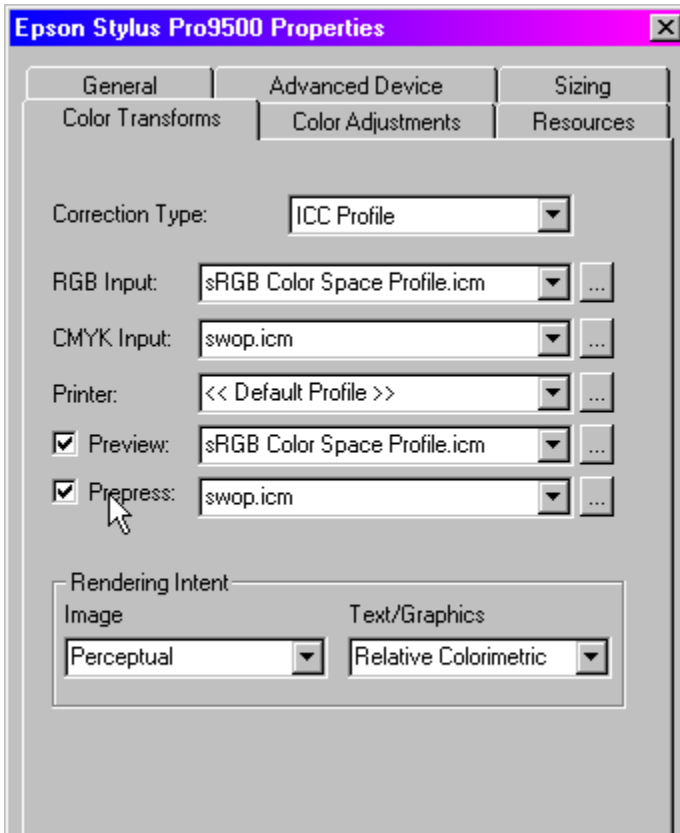 Epson Stylus Pro9500 Properties
General Advanced Device Sizing
Color Transforms Color Adjustments Resources
Correction Type: ICC Profile
RGB Input: sRGB Color Space Profile.icm ...
CMYK Input: swop.icm ...
Printer: << Default Profile >> ...
Preview: sRGB Color Space Profile.icm ...
Prepress: swop.icm ...
Rendering Intent
Image Text/Graphics
Perceptual Relative Colorimetric